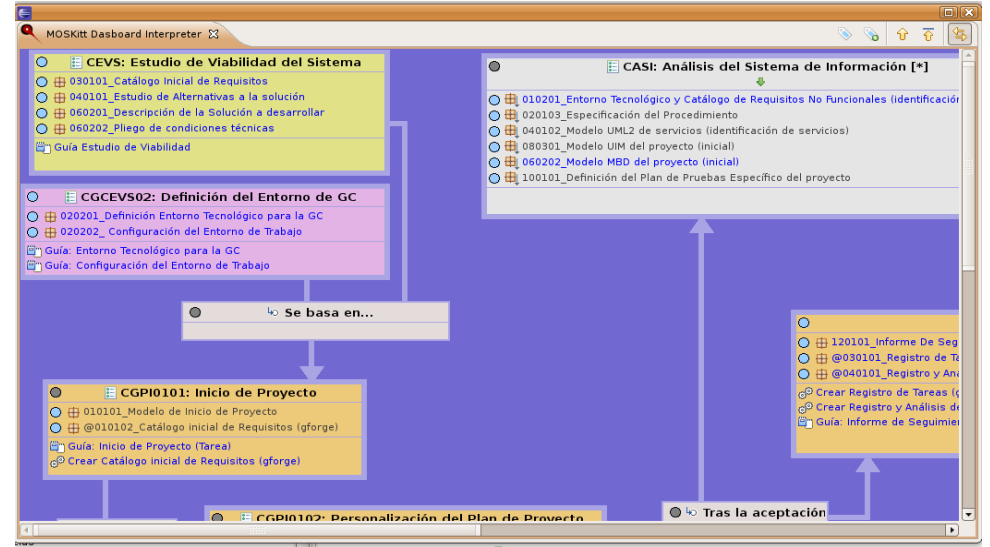 MOSKitt Dasboard Interpreter
CEVS: Estudio de Viabilidad del Sistema
030101_Catálogo Inicial de Requisitos
040101_Estudio de Alternativas a la solución
060201_Descripción de la Solución a desarrollar
060202_Pliego de condiciones técnicas
Guía Estudio de Viabilidad
CASI: Análisis del Sistema de Información [*]
010201_Entorno Tecnológico y Catálogo de Requisitos No Funcionales (identificación
020103_Especificación del Procedimiento
040102_Modelo UML2 de servicios (identificación de servicios)
080301_Modelo UIM del proyecto (inicial)
060202_Modelo MBD del proyecto (inicial)
100101_Definición del Plan de Pruebas Específico del proyecto
CGCEVS02: Definición del Entorno de GC
020201_Definición Entorno Tecnológico para la GC
020202_ Configuración del Entorno de Trabajo
Guía: Entorno Tecnológico para la GC
Guía: Configuración del Entorno de Trabajo
Se basa en...
120101_Informe De Seg
@030101_Registro de Ta
@040101_Registro y Ana
Crear Registro de Tareas (g
Crear Registro y Análisis de
Guía: Informe de Seguimie
CGPI0101: Inicio de Proyecto
010101_Modelo de Inicio de Proyecto
@010102_Catálogo inicial de Requisitos (gforge)
Guía: Inicio de Proyecto (Tarea)
Crear Catálogo inicial de Requisitos (gforge)
CGPI0102: Personalización del Plan de Proyecto
Tras la aceptación